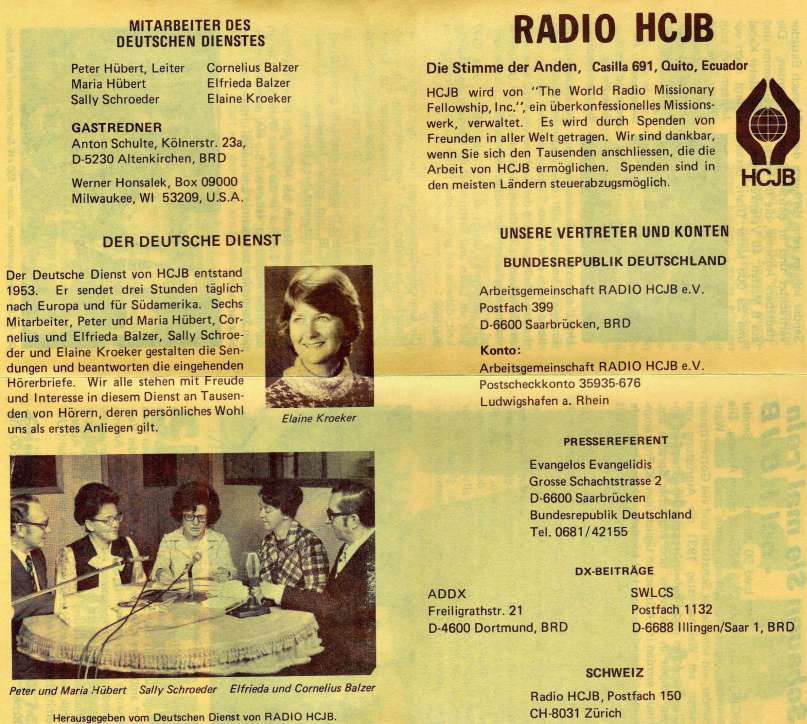 MITARBEITER DES
DEUTSCHEN DIENSTES
Peter Hübert, Leiter Cornelius Balzer
Maria Hübert Elfrieda Balzer
Sally Schroeder Elaine Kroeker
GASTREDNER
Anton Schulte, Kölnerstr. 23a,
D-5230 Altenkirchen, BRD
Werner Honsalek, Box 09000
Milwaukee, WI 53209, U.S.A.
DER DEUTSCHE DIENST
Der Deutsche Dienst von HCJB entstand
1953. Er sendet drei Stunden täglich
nach Europa und für Südamerika. Sechs
Mitarbeiter, Peter und Maria Hübert, Cor-
nelius und Elfrieda Balzer, Sally Schroe-
der und Elaine Kroeker gestalten die Sen-
dungen und beantworten die eingehenden
Hörerbriefe. Wir alle stehen mit Freude
und Interesse in diesem Dienst an Tausen-
den von Hörern, deren persönliches Wohl
uns als erstes Anliegen gilt.
Elaine Kroeker
Peter und Maria Hübert Sally Schroeder Elfrieda und Cornelius Balzer
Herausgegeben vom Deutschen Dienst von RADIO HCJB.
RADIO HCJB
Die Stimme der Anden, Casilla 691, Quito, Ecuador
HCJB wird von "The World Radio Missionary
Fellowship, Inc.", ein überkonfessionelles Missions-
werk, verwaltet. Es wird durch Spenden von
Freunden in aller Welt getragen. Wir sind dankbar,
wenn Sie sich den Tausenden anschliessen, die die
Arbeit von HCJB ermöglichen. Spenden sind in
den meisten Ländern steuerabzugsmöglich.
HCJB
UNSERE VERTRETER UND KONTEN
BUNDESREPUBLIK DEUTSCHLAND
Arbeitsgemeinschaft RADIO HCJB e.V.
Postfach 399
D-6600 Saarbrücken, BRD
Konto:
Arbeitsgemeinschaft RADIO HCJB e.V.
Postscheckkonto 35935-676
Ludwigshafen a. Rhein
PRESSEREFERENT
Evangelos Evangelidis
Grosse Schachtstrasse 2
D-6600 Saarbrücken
Bundesrepublik Deutschland
Tel. 0681/42155
DX-BEITRÄGE
ADDX SWLCS
Freiligrathstr. 21 Postfach 1132
D-4600 Dortmund, BRD D-6688 Illingen/Saar 1, BRD
SCHWEIZ
Radio HCJB, Postfach 150
CH-8031 Zürich